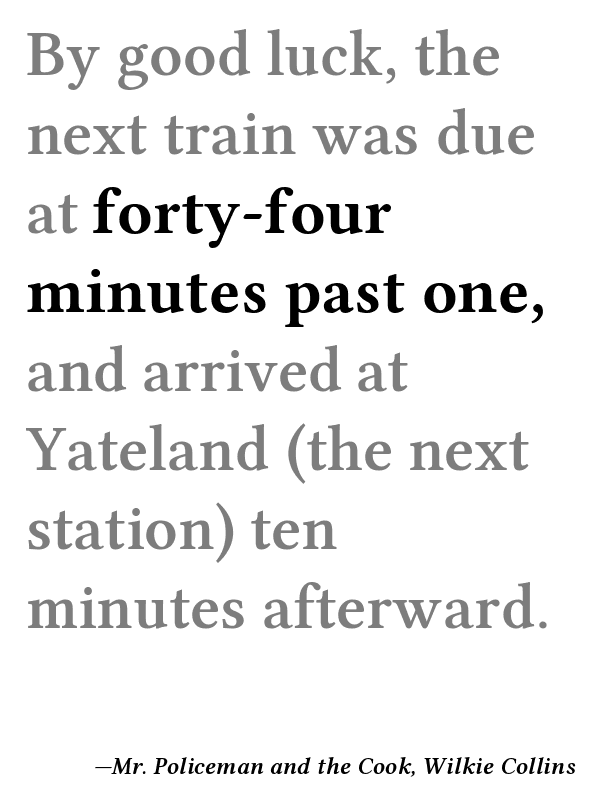 By good luck, the
next train was due
at forty-four
minutes past one,
and arrived at
Yateland (the next
station) ten
minutes afterward.
—Mr. Policeman and the Cook, Wilkie Collins